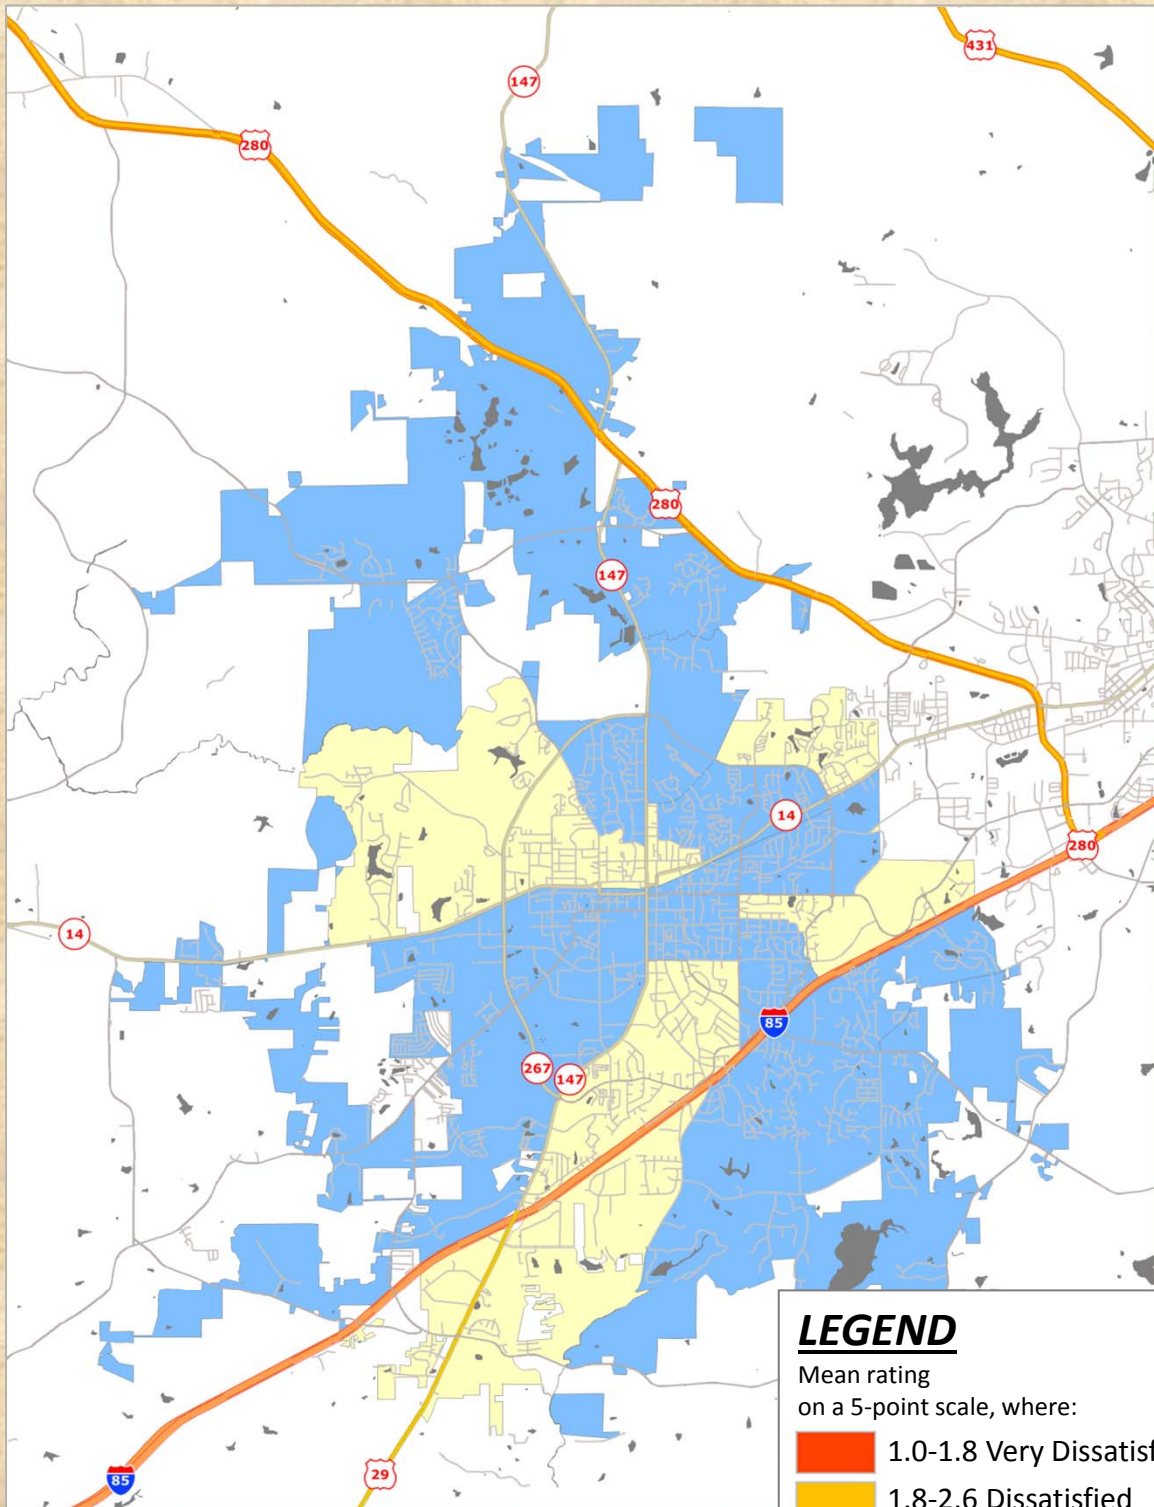 431
147
280
280
147
14
280
14
85
267
147
LEGEND
Mean rating
on a 5-point scale, where:
1.0-1.8 Very Dissatisf
1.8-2.6 Dissatisfied
29
85